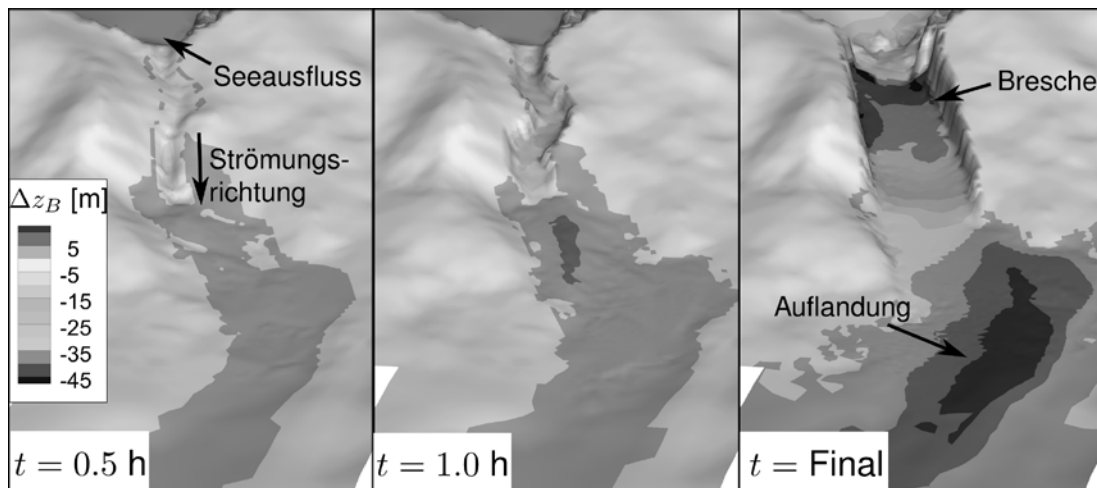 Seeausfluss
Strömungs-
richtung
Δz_B [m]
5
-5
-15
-25
-35
-45
t = 0.5 h
t = 1.0 h
Bresche
Auflandung
t = Final